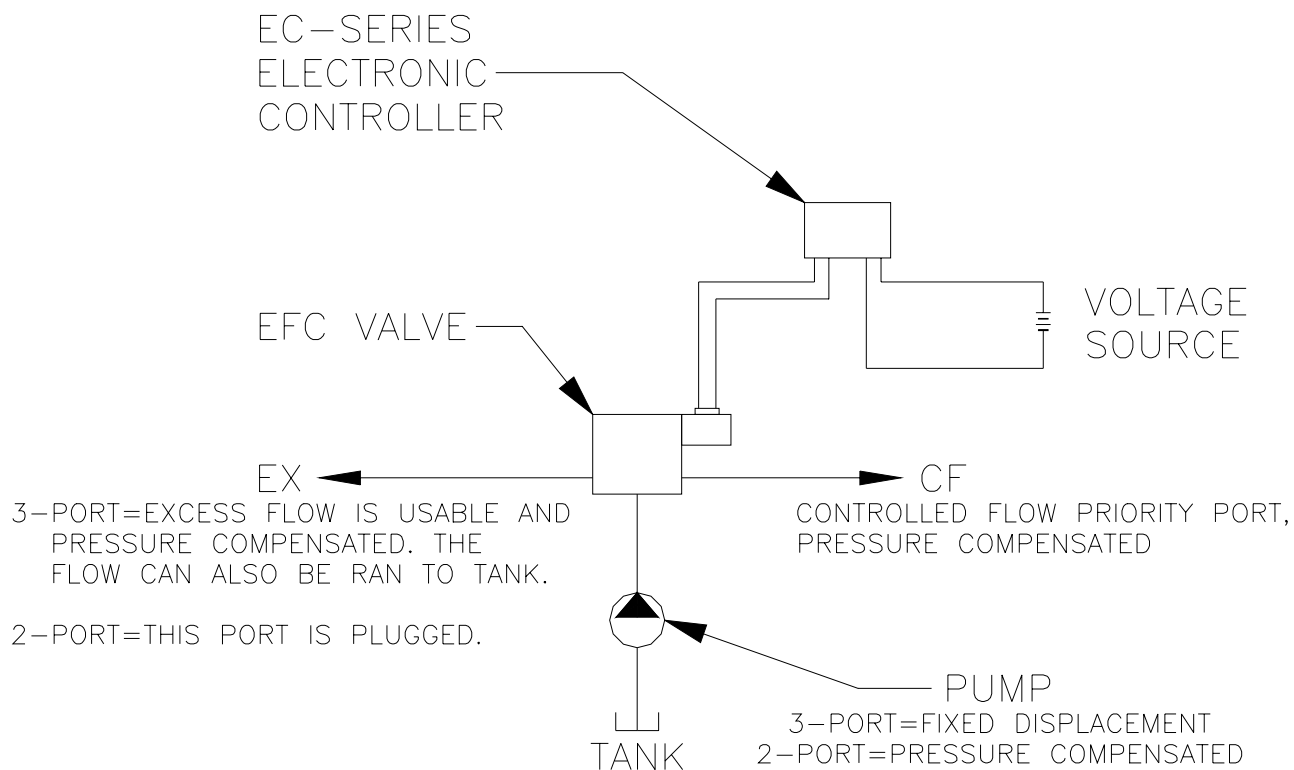 EC-SERIES
ELECTRONIC
CONTROLLER
VOLTAGE
SOURCE
EFC VALVE
EX
3-PORT=EXCESS FLOW IS USABLE AND
PRESSURE COMPENSATED. THE
FLOW CAN ALSO BE RAN TO TANK.
2-PORT=THIS PORT IS PLUGGED.
CF
CONTROLLED FLOW PRIORITY PORT,
PRESSURE COMPENSATED
PUMP
3-PORT=FIXED DISPLACEMENT
2-PORT=PRESSURE COMPENSATED
TANK